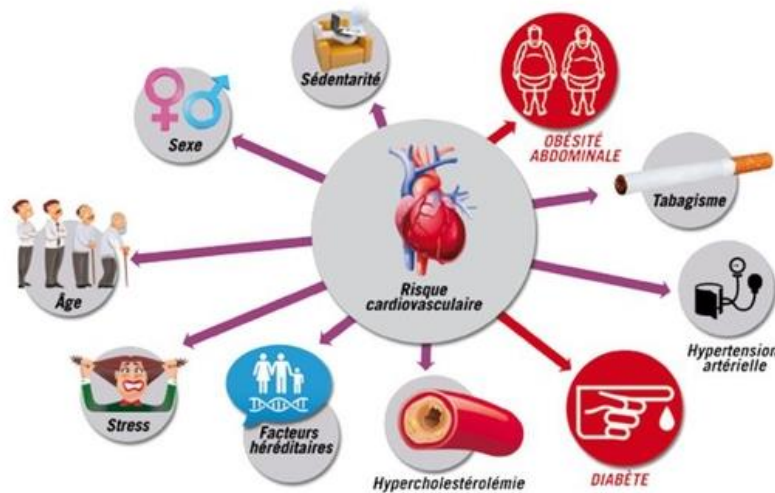 Sédentarité
OBÉSITÉ
ABDOMINALE
Sexe
Tabagisme
Risque
cardiovasculaire
Âge
Hypertension
artérielle
Stress
Facteurs
héréditaires
Hypercholestérolémie
DIABÈTE